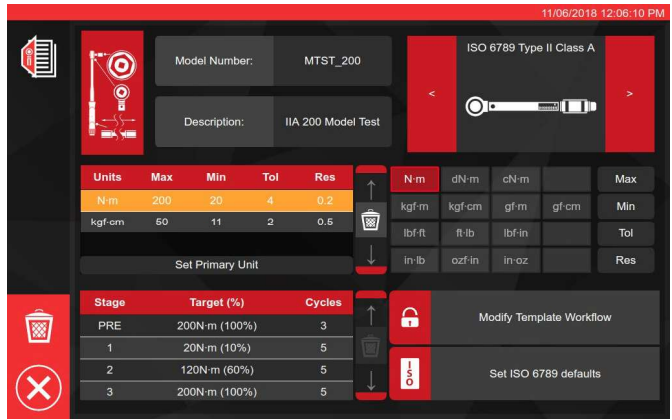 11/06/2018 12:06:10 PM
Model Number: MTST_200
Description: IIA 200 Model Test
ISO 6789 Type II Class A
< >
Units Max Min Tol Res
N·m 200 20 4 0.2
kgf·cm 50 11 2 0.5
Set Primary Unit
N·m dN·m cN·m Max
kgf·m kgf·cm gf·m gf·cm Min
lbf·ft ft·lb lbf·in Tol
in·lb ozf·in in·oz Res
Stage Target (%) Cycles
PRE 200N·m (100%) 3
1 20N·m (10%) 5
2 120N·m (60%) 5
3 200N·m (100%) 5
Modify Template Workflow
ISO
Set ISO 6789 defaults